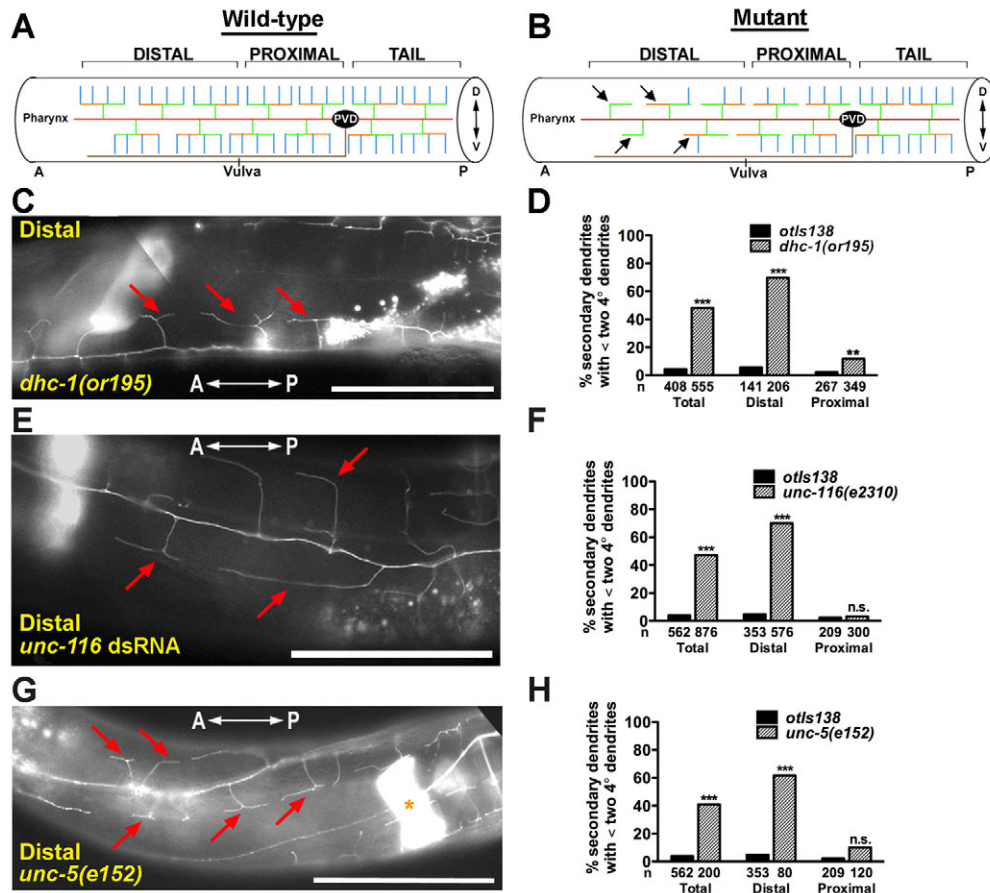 A
Wild-type
DISTAL PROXIMAL TAIL
Pharynx
PVD
D
V
A
Vulva
P
B
Mutant
DISTAL PROXIMAL TAIL
Pharynx
PVD
D
V
A
Vulva
P
C
Distal
dhc-1(or195)
A P
D
otIs138
dhc-1(or195)
% secondary dendrites
with < two 4° dendrites
100
80
60
40
20
0
***
***
**
n 408 555 141 206 267 349
Total Distal Proximal
E
A P
Distal
unc-116 dsRNA
F
otIs138
unc-116(e2310)
% secondary dendrites
with < two 4° dendrites
100
80
60
40
20
0
***
***
n.s.
n 562 876 353 576 209 300
Total Distal Proximal
G
A P
*
Distal
unc-5(e152)
H
otIs138
unc-5(e152)
% secondary dendrites
with < two 4° dendrites
100
80
60
40
20
0
***
***
n.s.
n 562 200 353 80 209 120
Total Distal Proximal